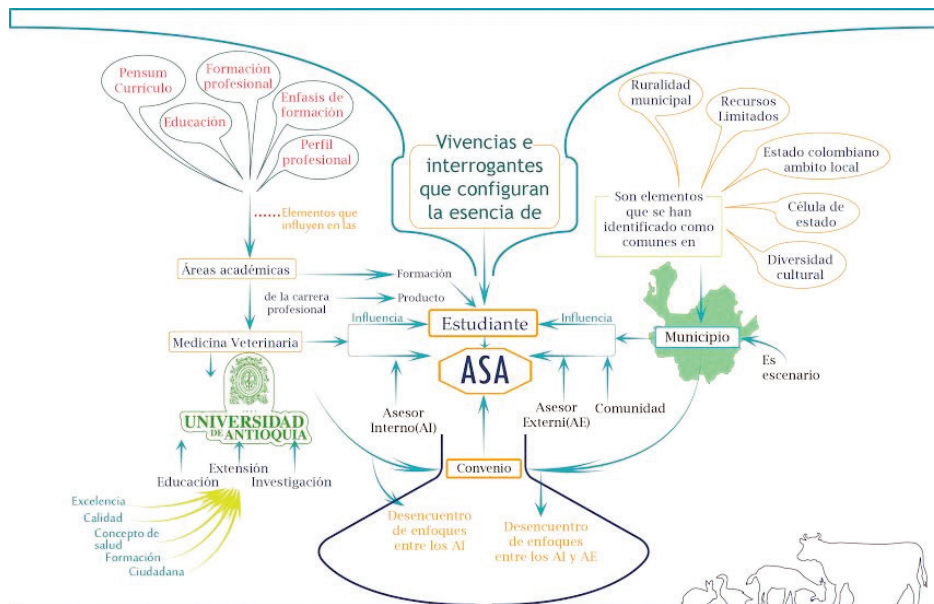 Pensum
Currículo
Formación
profesional
Educación
Enfasis de
formación
Perfil
profesional
Elementos que
influyen en las
Áreas académicas
Formación
de la carrera
profesional
Producto
Medicina Veterinaria
Influencia
UNIVERSIDAD
DE ANTIOQUIA
Educación
Extensión
Investigación
Excelencia
Calidad
Concepto de
salud
Formación
Ciudadana
Vivencias e
interrogantes
que configuran
la esencia de
Estudiante
ASA
Asesor
Interno(AI)
Asesor
Externi(AE)
Comunidad
Influencia
Convenio
Desencuentro
de enfoques
entre los AI
Desencuentro
de enfoques
entre los AI y AE
Ruralidad
municipal
Recursos
Limitados
Estado colombiano
ambito local
Célula de
estado
Diversidad
cultural
Son elementos
que se han
identificado como
comunes en
Municipio
Es
escenario